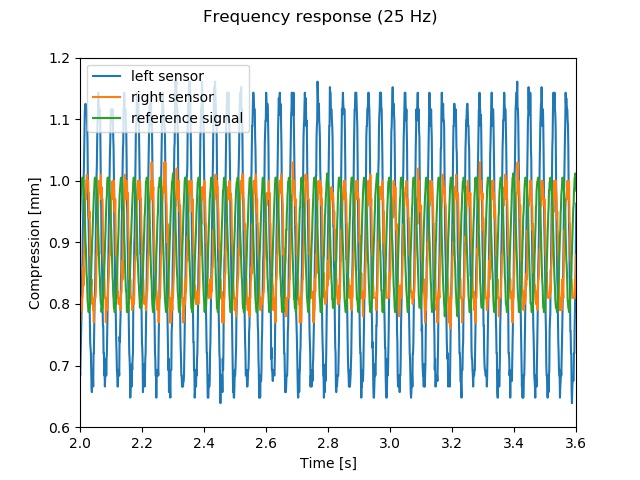 Frequency response (25 Hz)
1.2
1.1
1.0
0.9
0.8
0.7
0.6
Compression [mm]
left sensor
right sensor
reference signal
2.0 2.2 2.4 2.6 2.8 3.0 3.2 3.4 3.6
Time [s]